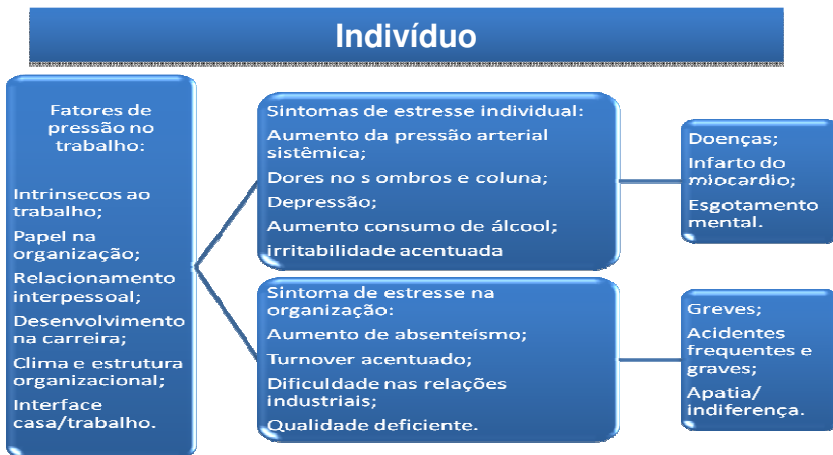 Indivíduo
Fatores de
pressão no
trabalho:
Intrinsecos ao
trabalho;
Papel na
organização;
Relacionamento
interpessoal;
Desenvolvimento
na carreira;
Clima e estrutura
organizacional;
Interface
casa/trabalho.
Sintomas de estresse individual:
Aumento da pressão arterial
sistêmica;
Dores no s ombros e coluna;
Depressão;
Aumento consumo de álcool;
irritabilidade acentuada
Sintoma de estresse na
organização:
Aumento de absenteísmo;
Turnover acentuado;
Dificuldade nas relações
industriais;
Qualidade deficiente.
Doenças;
Infarto do
miocardio;
Esgotamento
mental.
Greves;
Acidentes
frequentes e
graves;
Apatia/
indiferença.